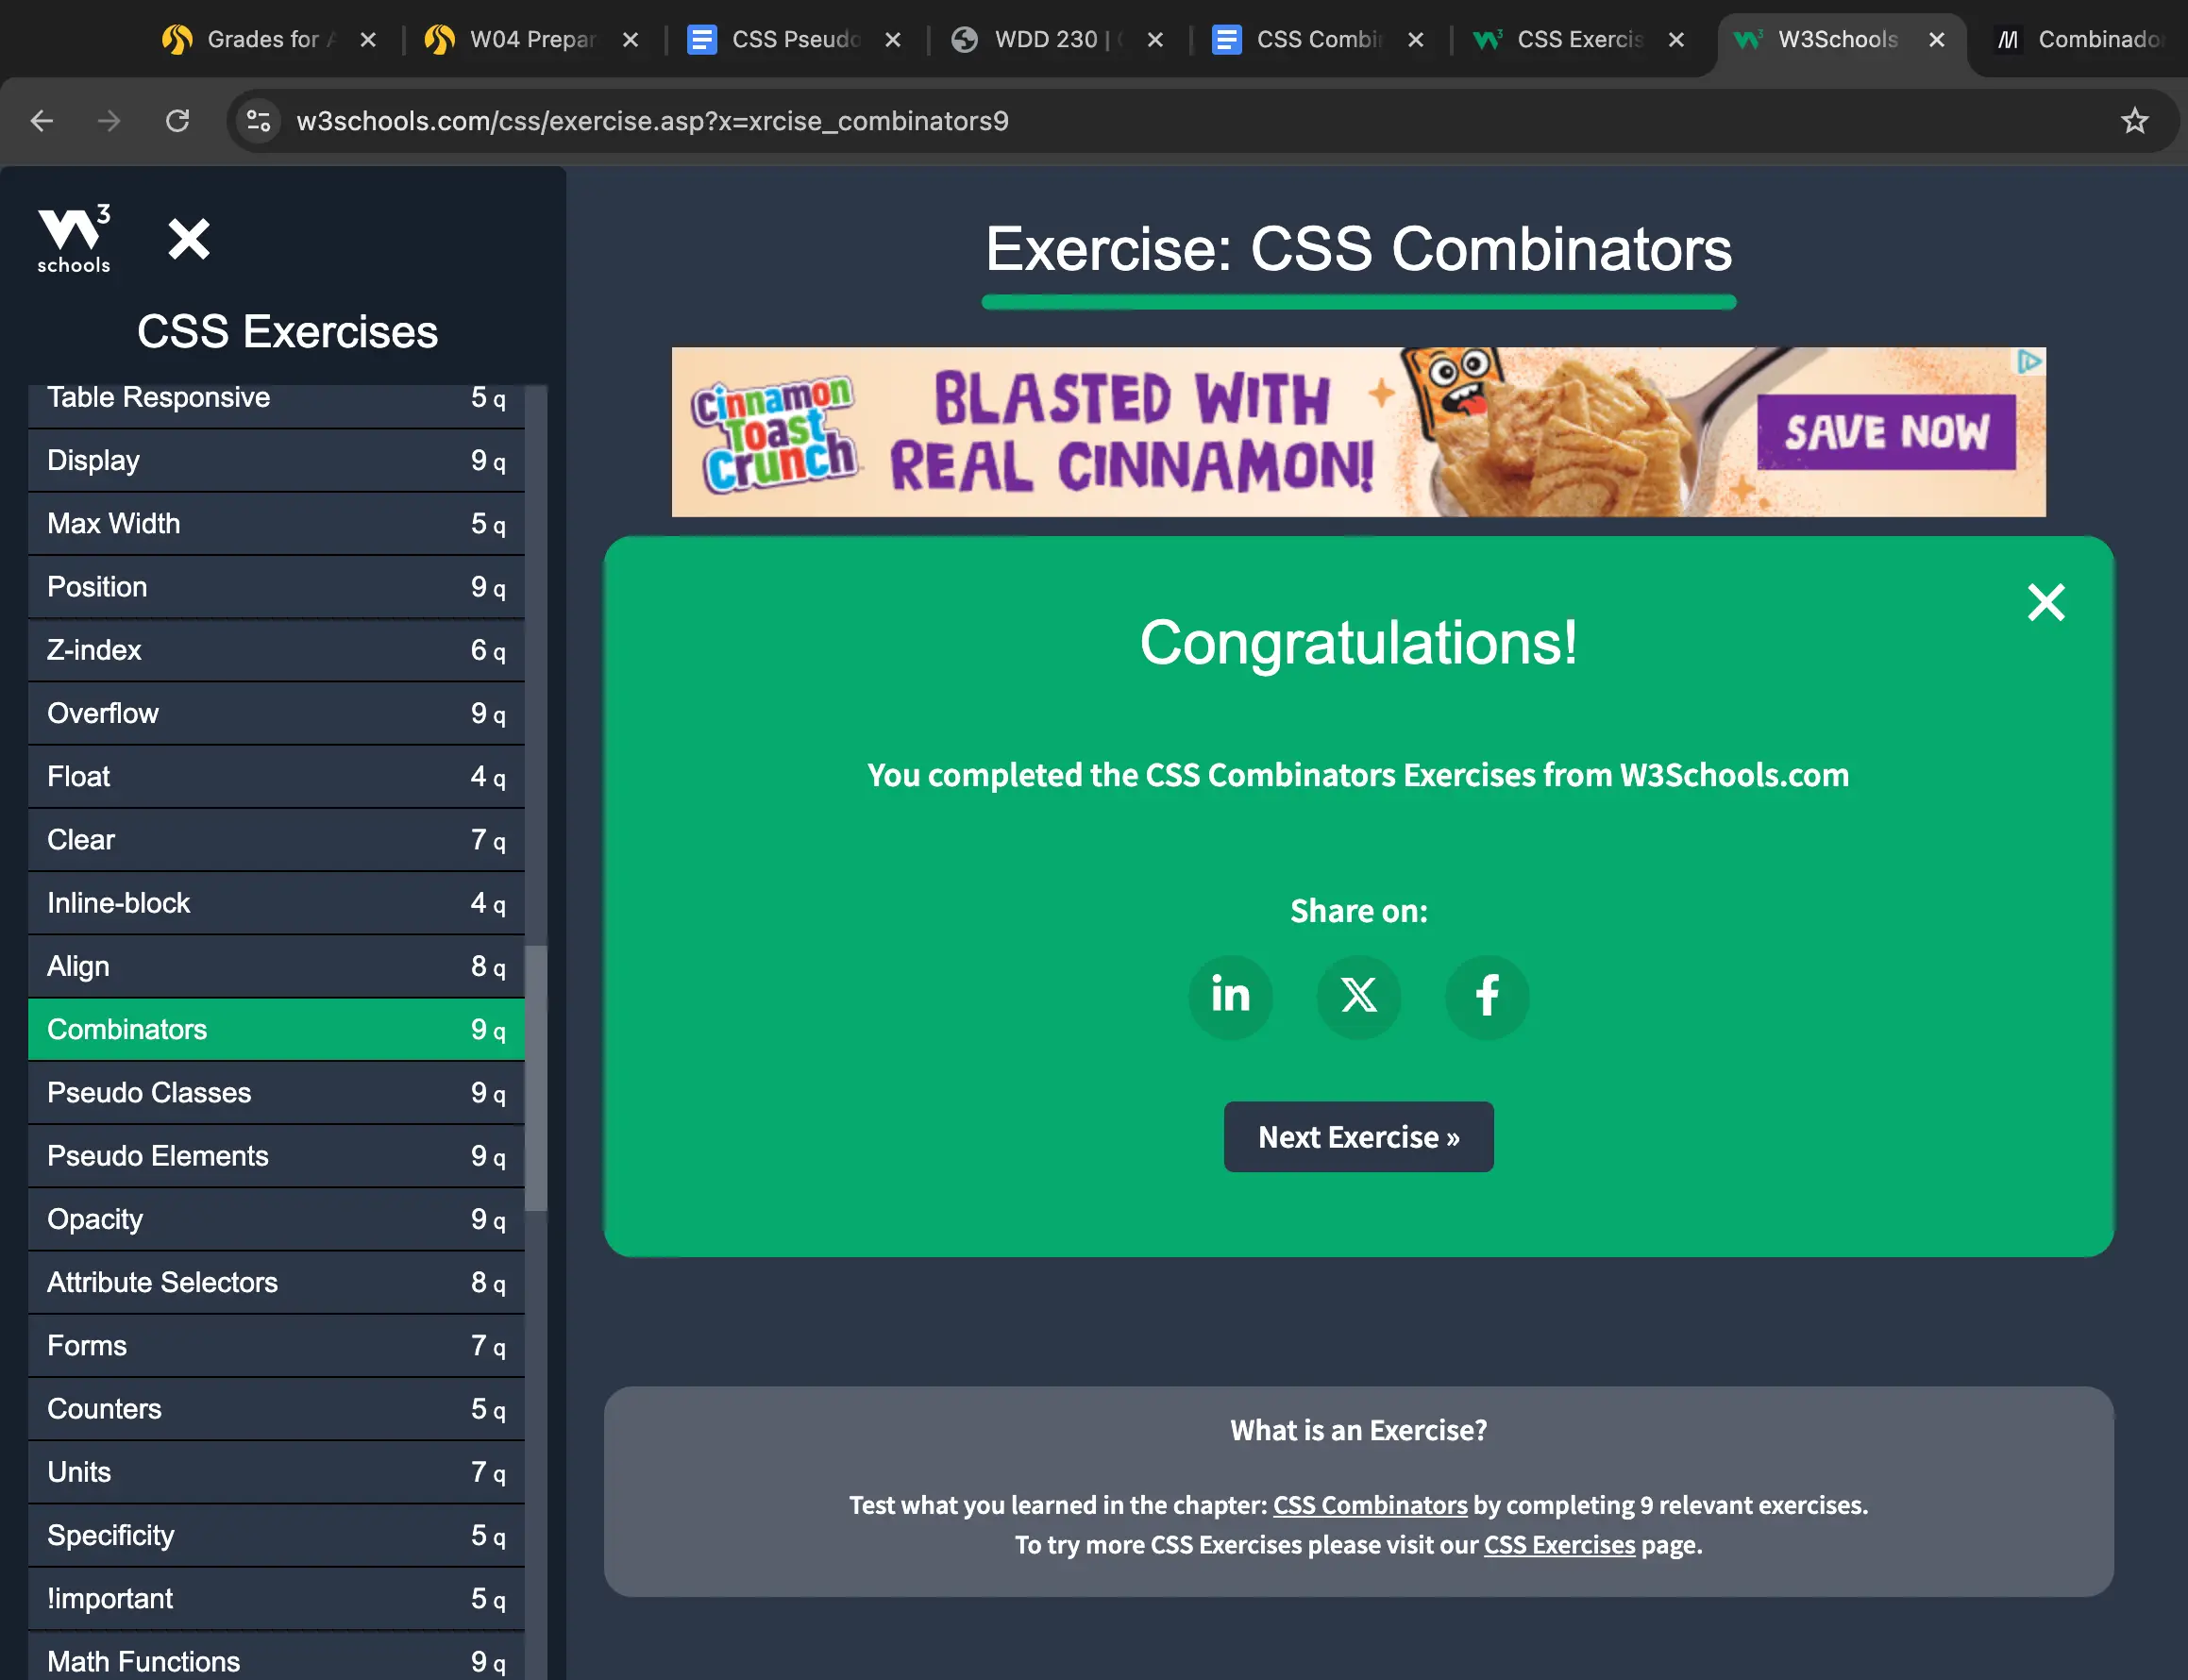 Grades for
W04 Prepar
CSS Pseudo
WDD 230 |
CSS Combi
CSS Exercis
W3Schools
Combinado
w3schools.com/css/exercise.asp?x=xrcise_combinators9
W3
schools
CSS Exercises
Table Responsive 5 q
Display 9 q
Max Width 5 q
Position 9 q
Z-index 6 q
Overflow 9 q
Float 4 q
Clear 7 q
Inline-block 4 q
Align 8 q
Combinators 9 q
Pseudo Classes 9 q
Pseudo Elements 9 q
Opacity 9 q
Attribute Selectors 8 q
Forms 7 q
Counters 5 q
Units 7 q
Specificity 5 q
!important 5 q
Math Functions 9 q
Exercise: CSS Combinators
Cinnamon
Toast
Crunch
BLASTED WITH
REAL CINNAMON!
SAVE NOW
Congratulations!
You completed the CSS Combinators Exercises from W3Schools.com
Share on:
in X f
Next Exercise »
What is an Exercise?
Test what you learned in the chapter: CSS Combinators by completing 9 relevant exercises.
To try more CSS Exercises please visit our CSS Exercises page.